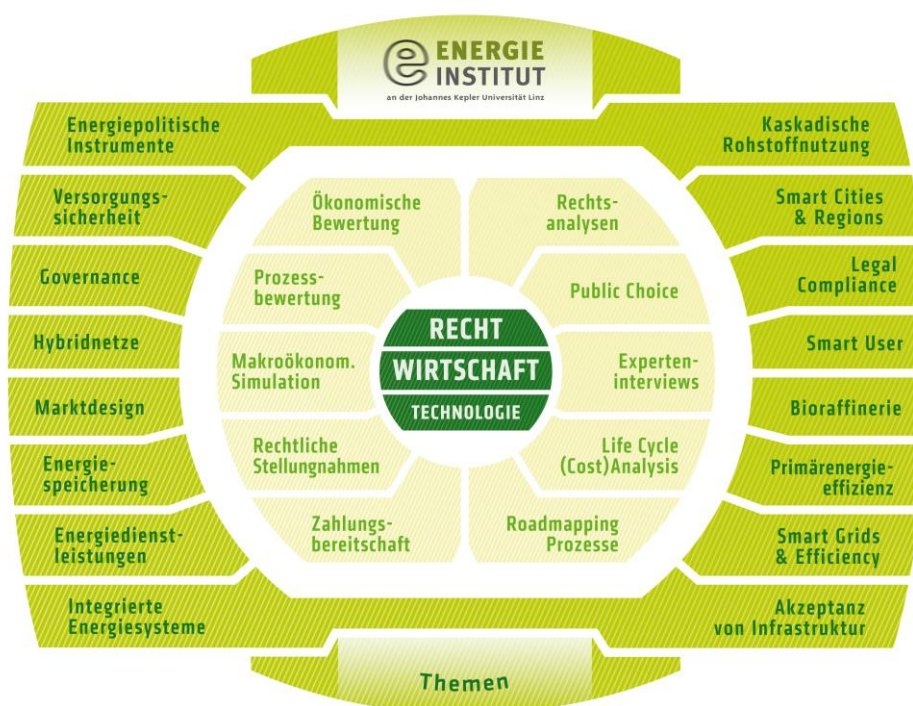 e ENERGIE
INSTITUT
an der Johannes Kepler Universität Linz
Energiepolitische
Instrumente
Versorgungs-
sicherheit
Governance
Hybridnetze
Marktdesign
Energie-
speicherung
Energiedienst-
leistungen
Integrierte
Energiesysteme
Ökonomische
Bewertung
Prozess-
bewertung
Makroökonom.
Simulation
Rechtliche
Stellungnahmen
Zahlungs-
bereitschaft
RECHT
WIRTSCHAFT
TECHNOLOGIE
Rechts-
analysen
Public Choice
Experten-
interviews
Life Cycle
(Cost)Analysis
Roadmapping
Prozesse
Kaskadische
Rohstoffnutzung
Smart Cities
& Regions
Legal
Compliance
Smart User
Bioraffinerie
Primärenergie-
effizienz
Smart Grids
& Efficiency
Akzeptanz
von Infrastruktur
Themen